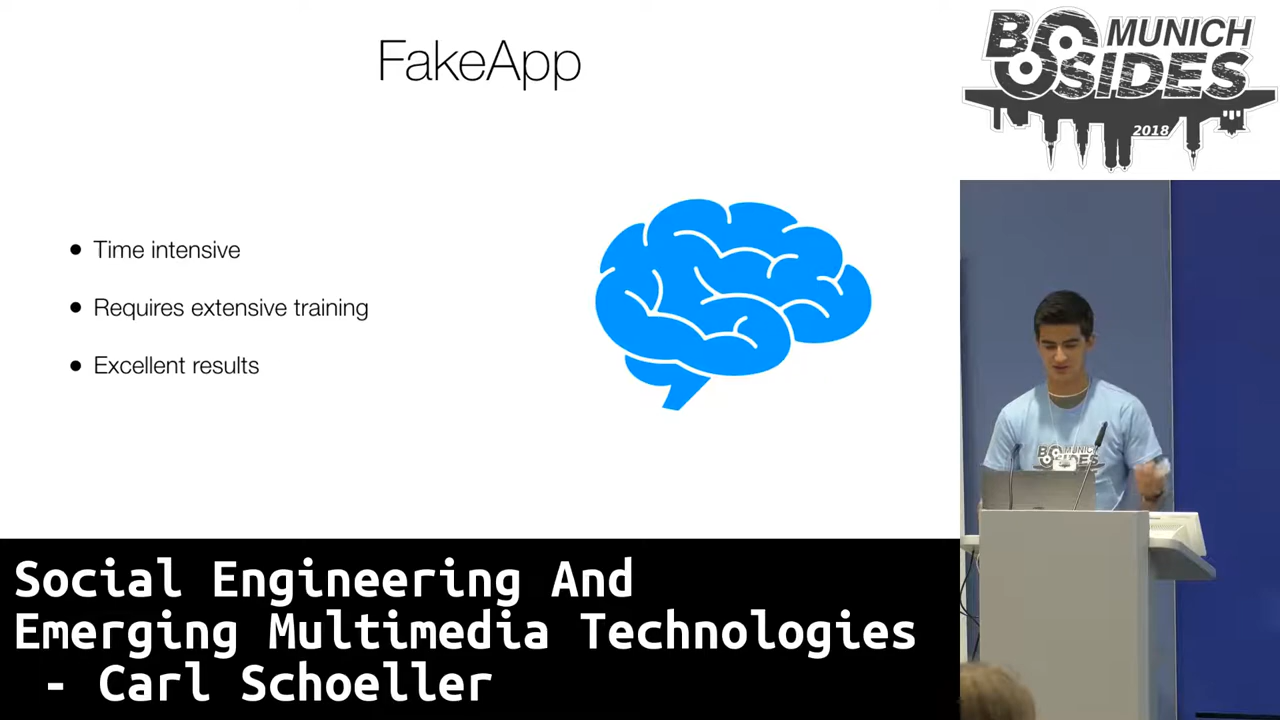 FakeApp
BSIDES MUNICH
2018
Time intensive
Requires extensive training
Excellent results
Social Engineering And
Emerging Multimedia Technologies
- Carl Schoeller